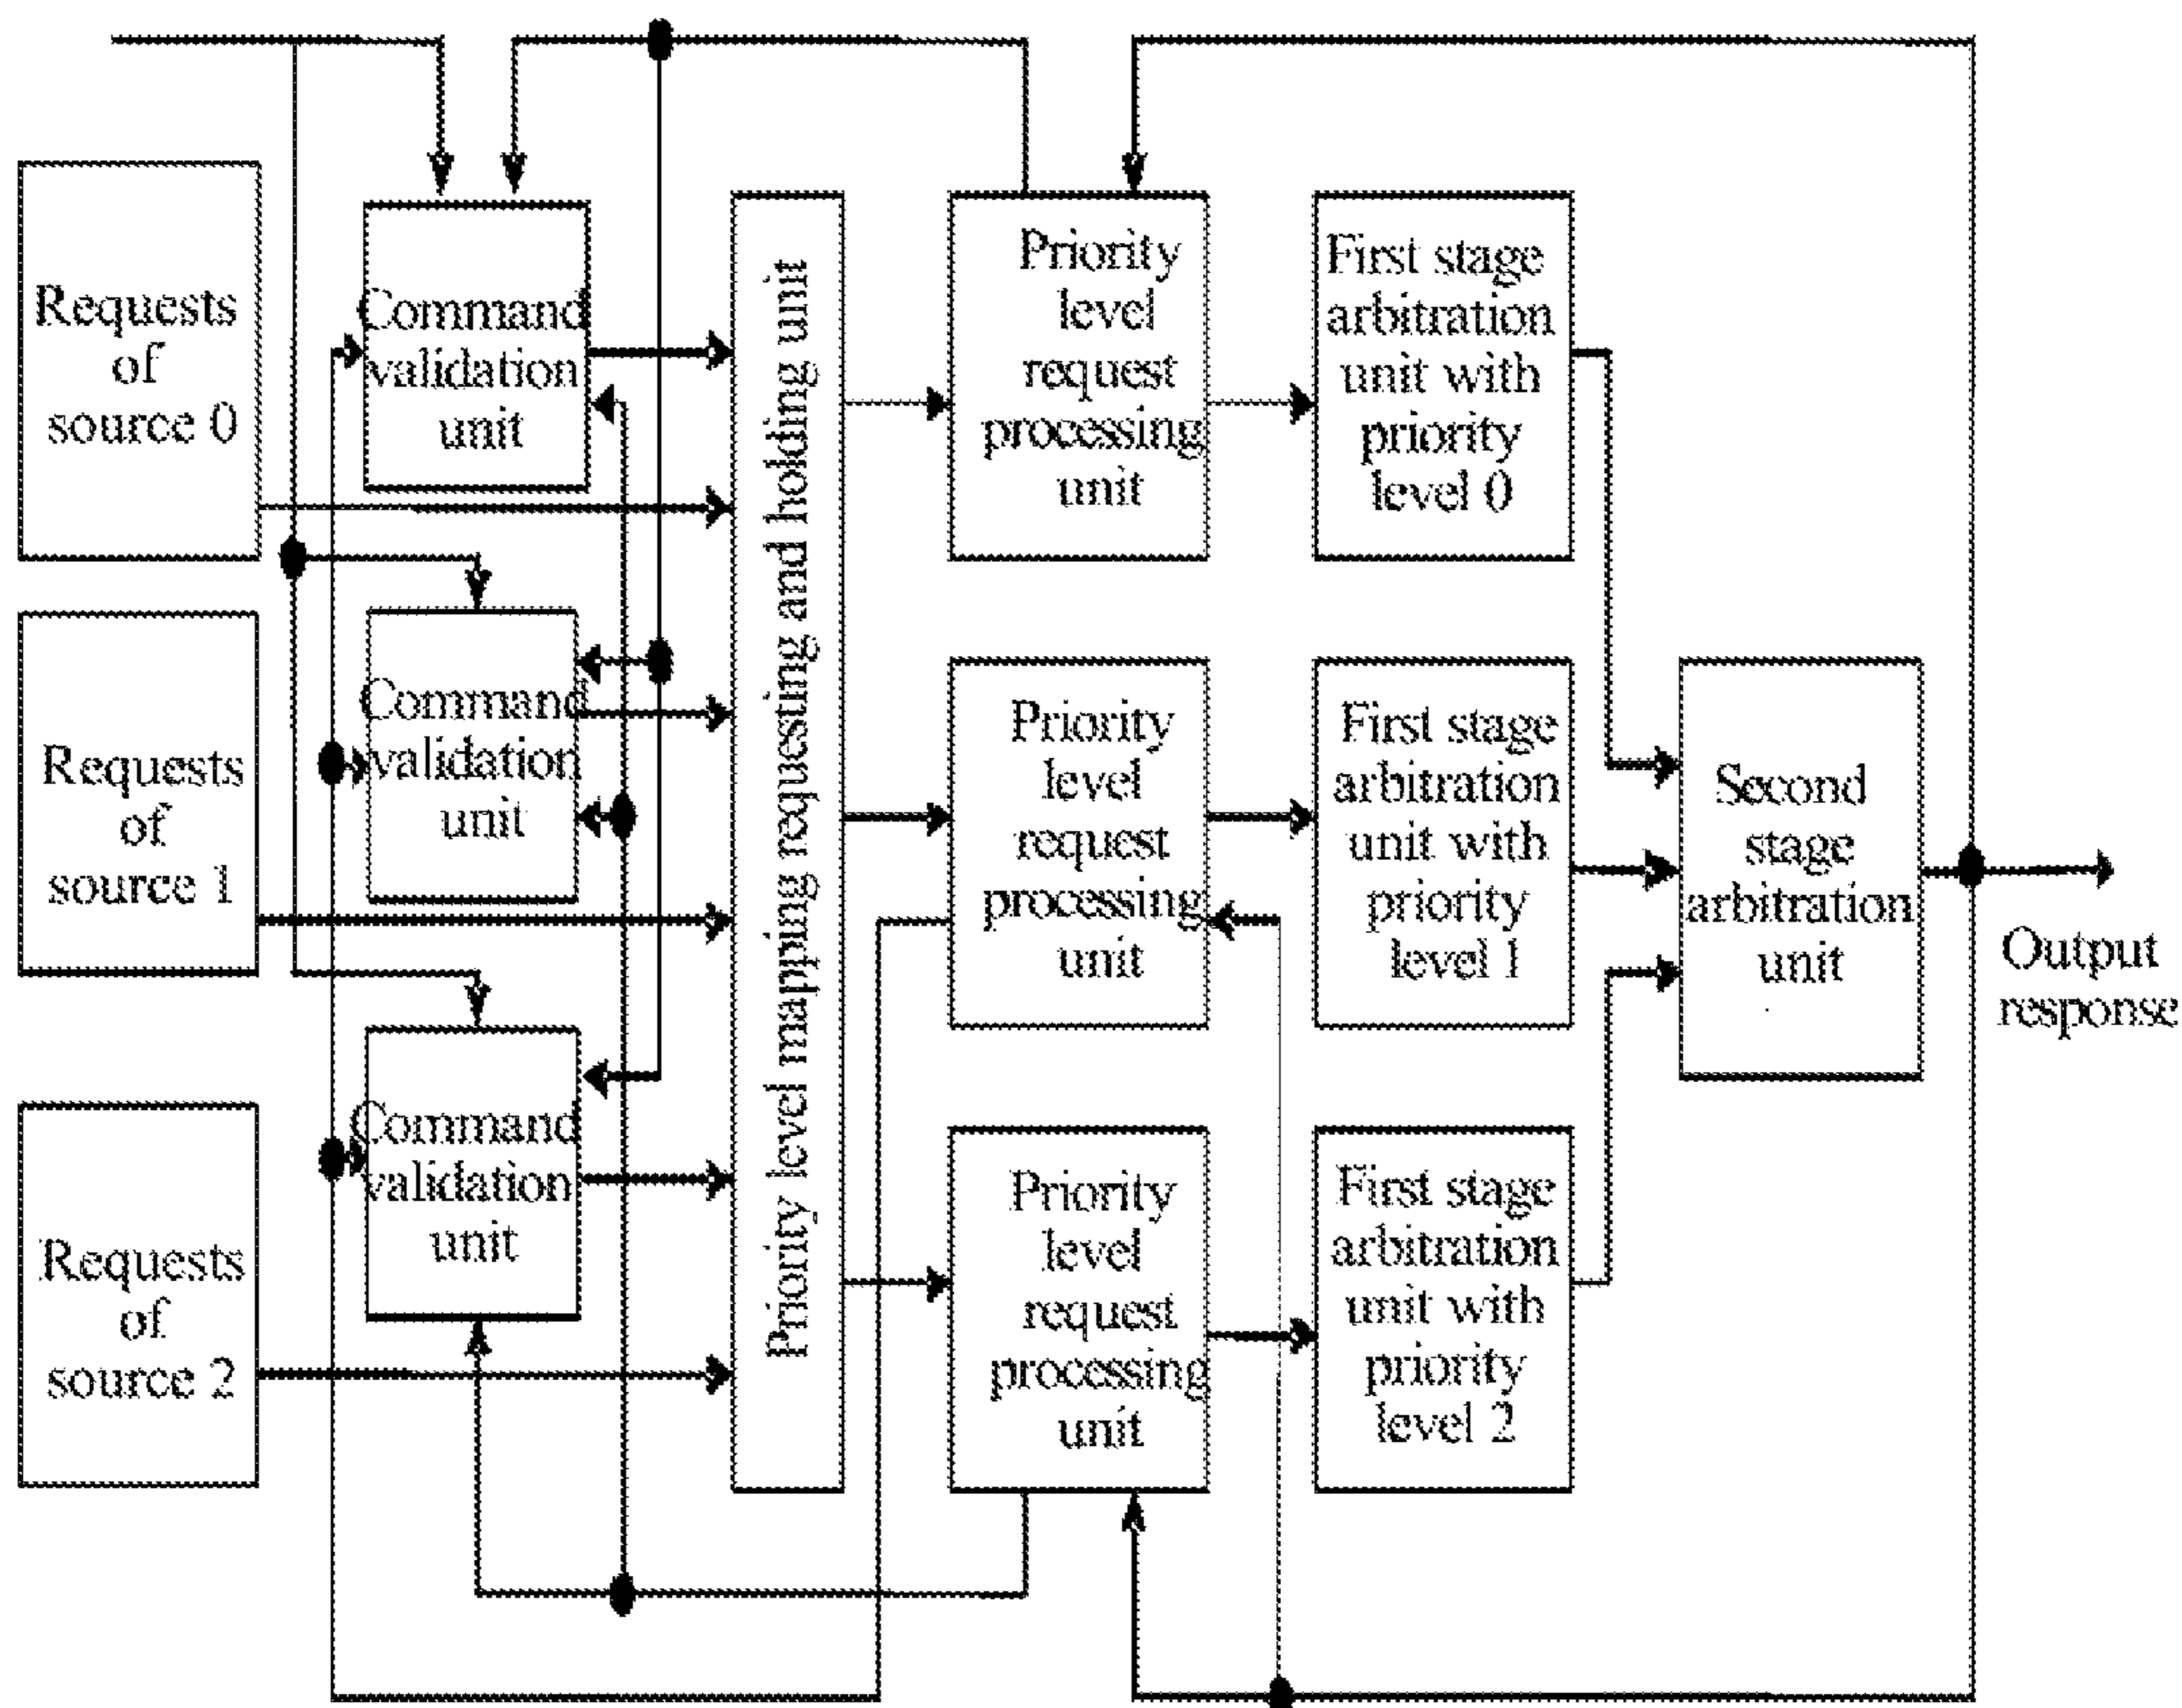 Requests
of
source 0
Command
validation
unit
Requests
of
source 1
Command
validation
unit
Requests
of
source 2
Command
validation
unit
Priority level mapping requesting and holding unit
Priority
level
request
processing
unit
First stage
arbitration
unit with
priority
level 0
Priority
level
request
processing
unit
First stage
arbitration
unit with
priority
level 1
Priority
level
request
processing
unit
First stage
arbitration
unit with
priority
level 2
Second
stage
arbitration
unit
Output
response